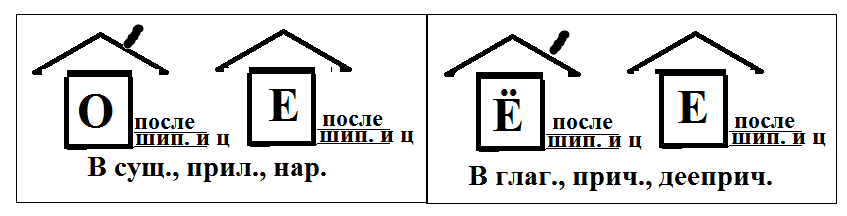 О после шип. и ц Е после шип. и ц
В сущ., прил., нар.
Ё после шип. и ц Е после шип. и ц
В глаг., прич., дееприч.